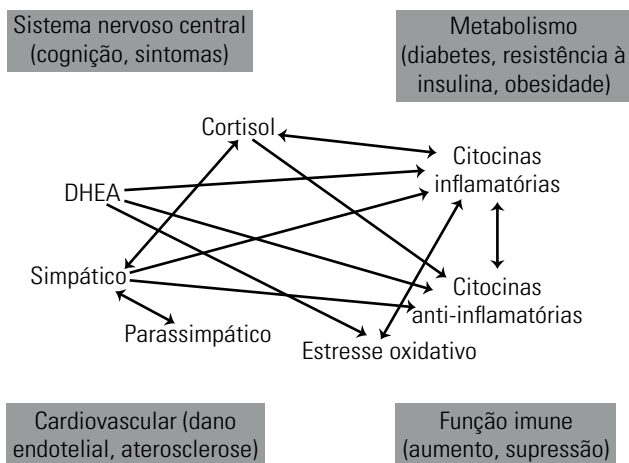 Sistema nervoso central
(cognição, sintomas)
Metabolismo
(diabetes, resistência à
insulina, obesidade)
Cortisol
Citocinas
inflamatórias
DHEA
Simpático
Citocinas
anti-inflamatórias
Parassimpático
Estresse oxidativo
Cardiovascular (dano
endotelial, aterosclerose)
Função imune
(aumento, supressão)